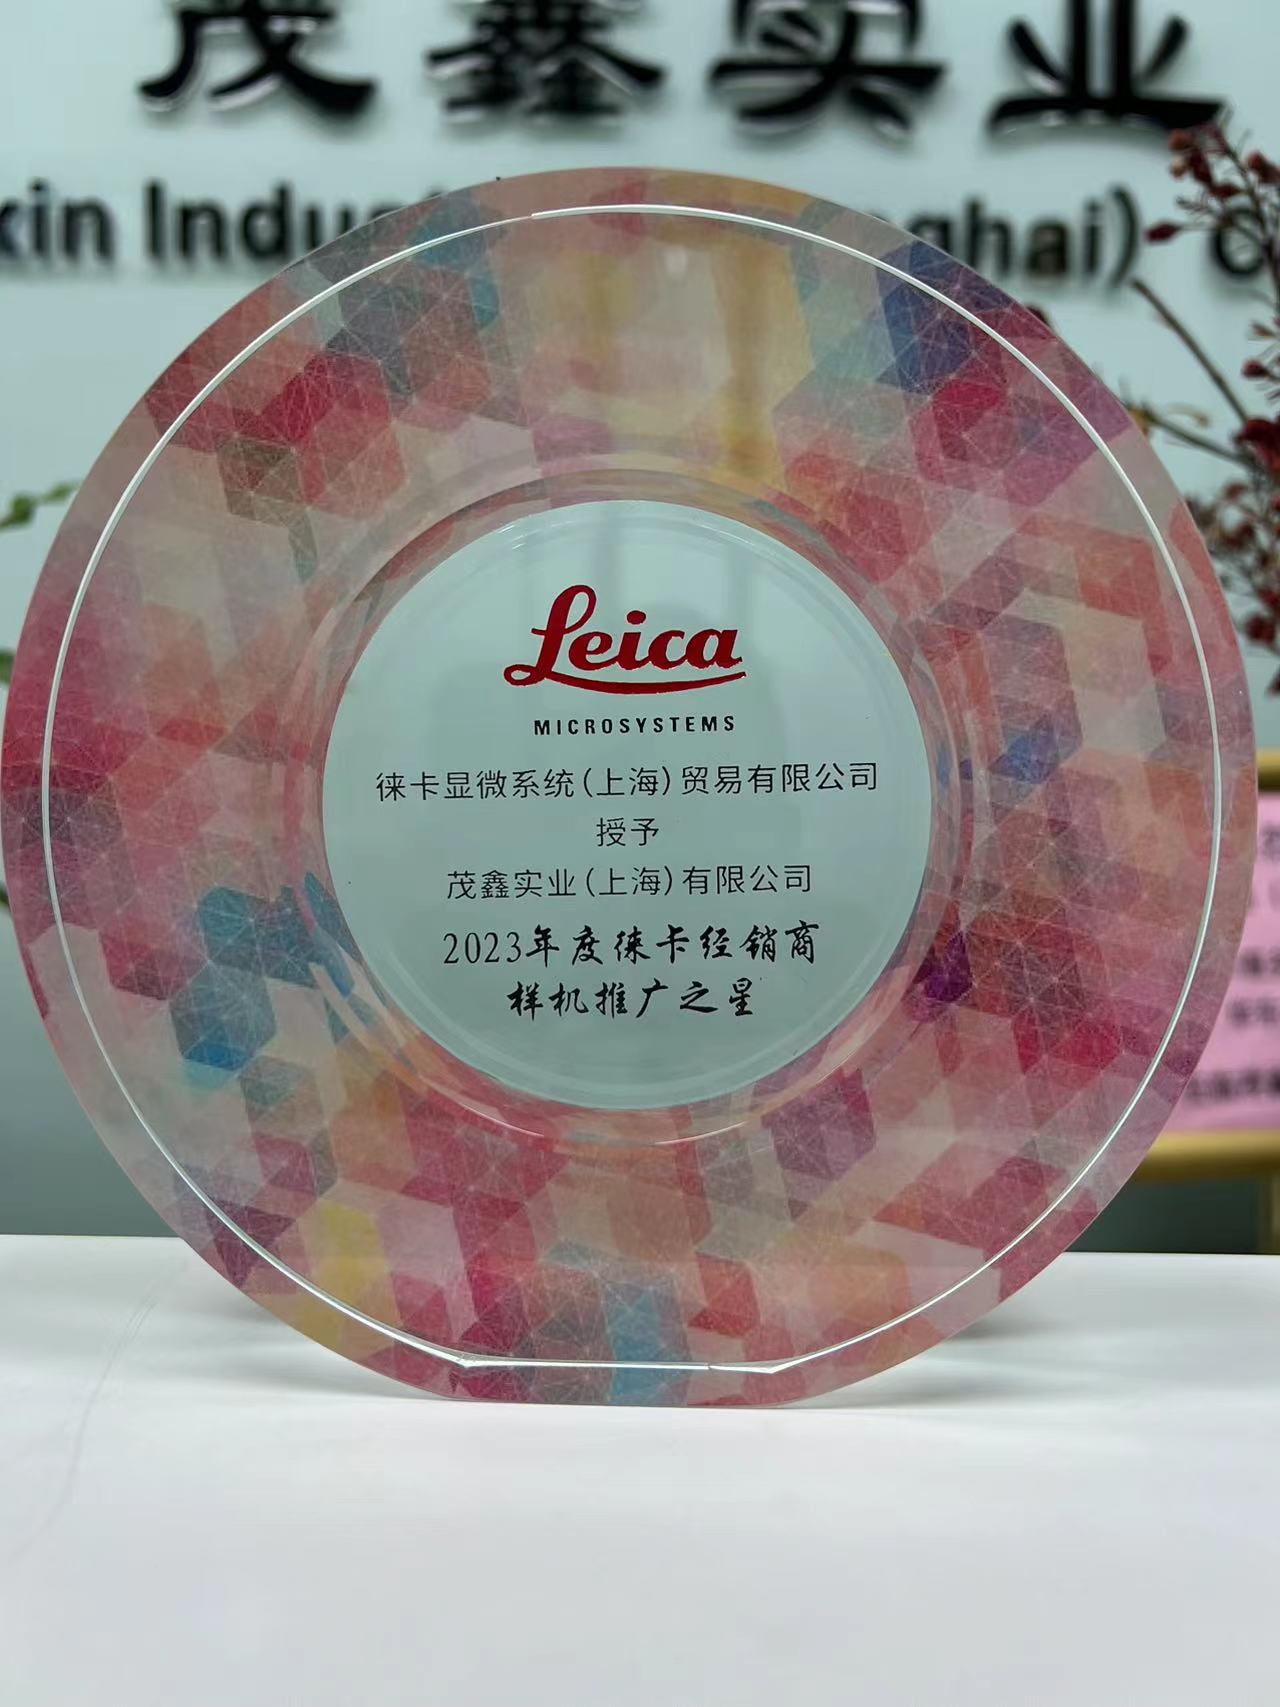 茂鑫实业
xin Indus
ghai）C
Leica
MICROSYSTEMS
徕卡显微系统(上海)贸易有限公司
授予
茂鑫实业(上海)有限公司
2023年度徕卡经销商
样机推广之星